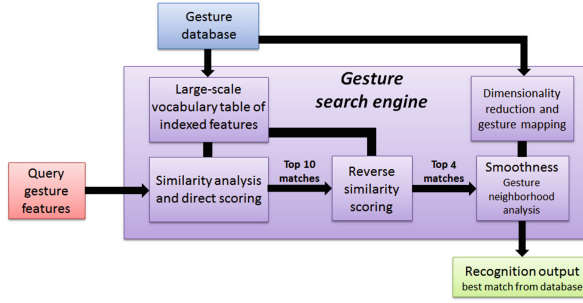 Gesture
database
Gesture
search engine
Large-scale
vocabulary table of
indexed features
Dimensionality
reduction and
gesture mapping
Query
gesture
features
Similarity analysis
and direct scoring
Top 10
matches
Reverse
similarity
scoring
Top 4
matches
Smoothness
Gesture
neighborhood
analysis
Recognition output
best match from database